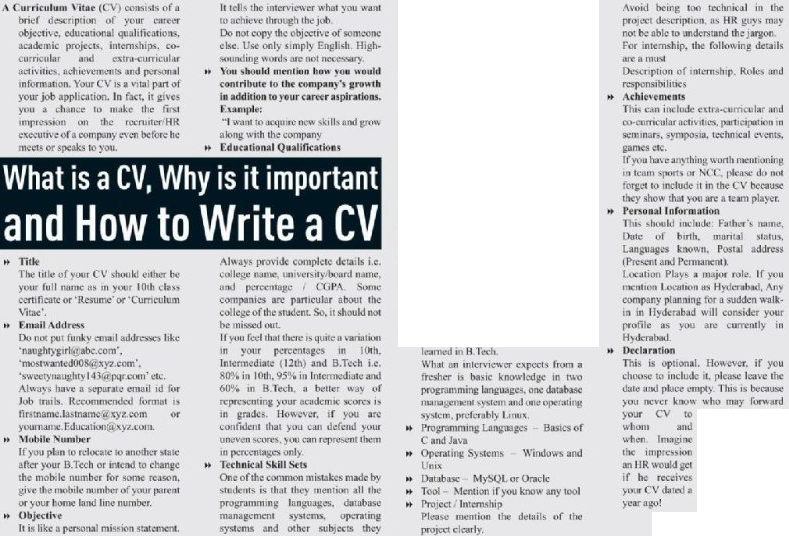 A Curriculum Vitae (CV) consists of a
brief description of your career
objective, educational qualifications,
academic projects, internships, co-
curricular and extra-curricular
activities, achievements and personal
information. Your CV is a vital part of
your job application. In fact, it gives
you a chance to make the first
impression on the recruiter/HR
executive of a company even before he
meets or speaks to you.
What is a CV, Why is it important
and How to Write a CV
Title
The title of your CV should either be
your full name as in your 10th class
certificate or 'Resume' or 'Curriculum
Vitae'.
Email Address
Do not put funky email addresses like
'naughtygirl@abc.com',
'mostwanted008@xyz.com',
'sweetynaughty143@pqr.com' etc.
Always have a separate email id for
Job trails. Recommended format is
firstname.lastname@xyz.com or
yourname.Education@xyz.com.
Mobile Number
If you plan to relocate to another state
after your B.Tech or intend to change
the mobile number for some reason,
give the mobile number of your parent
or your home land line number.
Objective
It is like a personal mission statement.
It tells the interviewer what you want
to achieve through the job.
Do not copy the objective of someone
else. Use only simply English. High-
sounding words are not necessary.
You should mention how you would
contribute to the company's growth
in addition to your career aspirations.
Example:
"I want to acquire new skills and grow
along with the company
Educational Qualifications
Always provide complete details i.e.
college name, university/board name,
and percentage / CGPA. Some
companies are particular about the
college of the student. So, it should not
be missed out.
If you feel that there is quite a variation
in your percentages in 10th,
Intermediate (12th) and B.Tech i.e.
80% in 10th, 95% in Intermediate and
60% in B.Tech, a better way of
representing your academic scores is
in grades. However, if you are
confident that you can defend your
uneven scores, you can represent them
in percentages only.
Technical Skill Sets
One of the common mistakes made by
students is that they mention all the
programming languages, database
management systems, operating
systems and other subjects they
learned in B.Tech.
What an interviewer expects from a
fresher is basic knowledge in two
programming languages, one database
management system and one operating
system, preferably Linux.
Programming Languages – Basics of
C and Java
Operating Systems – Windows and
Unix
Database – MySQL or Oracle
Tool – Mention if you know any tool
Project / Internship
Please mention the details of the
project clearly.
Avoid being too technical in the
project description, as HR guys may
not be able to understand the jargon.
For internship, the following details
are a must
Description of internship, Roles and
responsibilities
Achievements
This can include extra-curricular and
co-curricular activities, participation in
seminars, symposia, technical events,
games etc.
If you have anything worth mentioning
in team sports or NCC, please do not
forget to include it in the CV because
they show that you are a team player.
Personal Information
This should include: Father's name,
Date of birth, marital status,
Languages known, Postal address
(Present and Permanent).
Location Plays a major role. If you
mention Location as Hyderabad, Any
company planning for a sudden walk-
in in Hyderabad will consider your
profile as you are currently in
Hyderabad.
Declaration
This is optional. However, if you
choose to include it, please leave the
date and place empty. This is because
you never know who may forward
your CV to
whom and
when. Imagine
the impression
an HR would get
if he receives
your CV dated a
year ago!